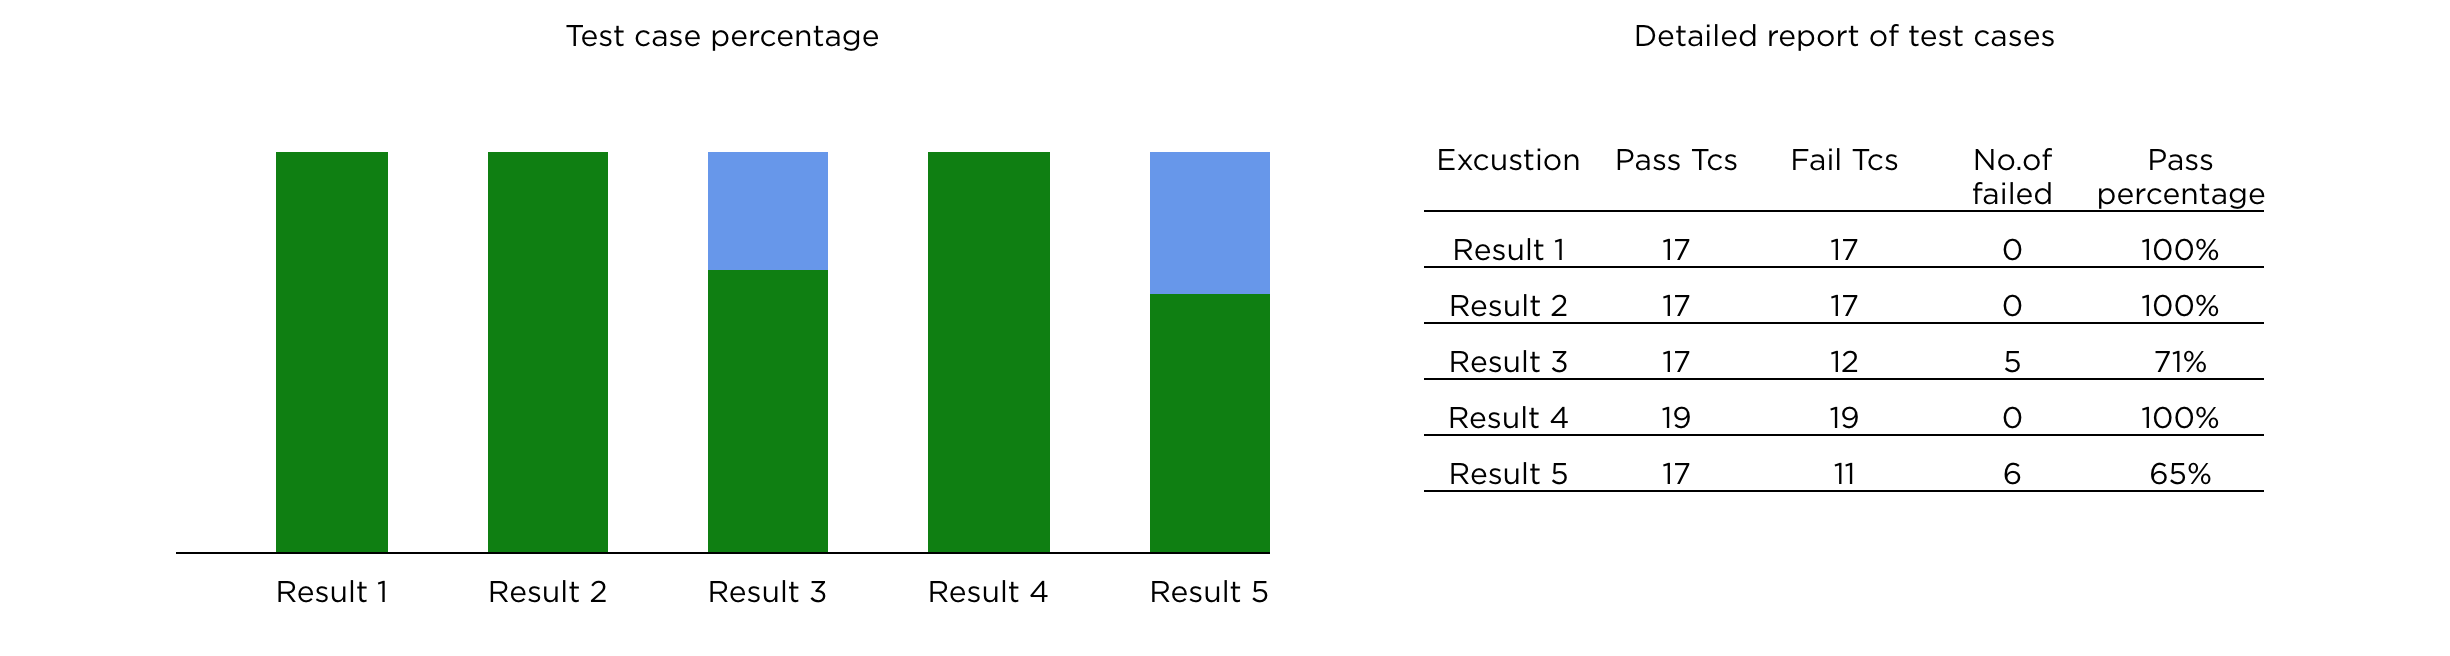 Test case percentage
Result 1 Result 2 Result 3 Result 4 Result 5
Detailed report of test cases
Excustion Pass Tcs Fail Tcs No.of failed Pass percentage
Result 1 17 17 0 100%
Result 2 17 17 0 100%
Result 3 17 12 5 71%
Result 4 19 19 0 100%
Result 5 17 11 6 65%